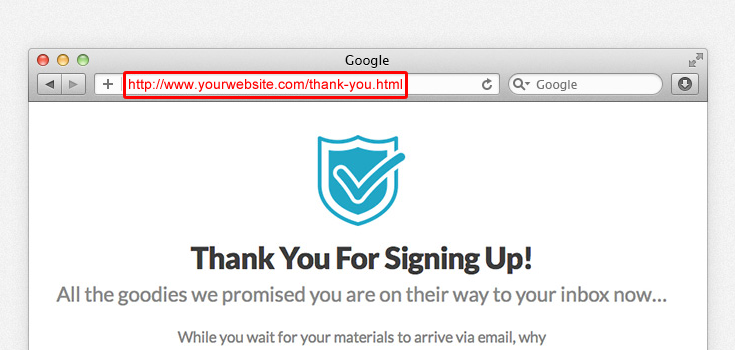 Google
http://www.yourwebsite.com/thank-you.html
Google
Thank You For Signing Up!
All the goodies we promised you are on their way to your inbox now...
While you wait for your materials to arrive via email, why